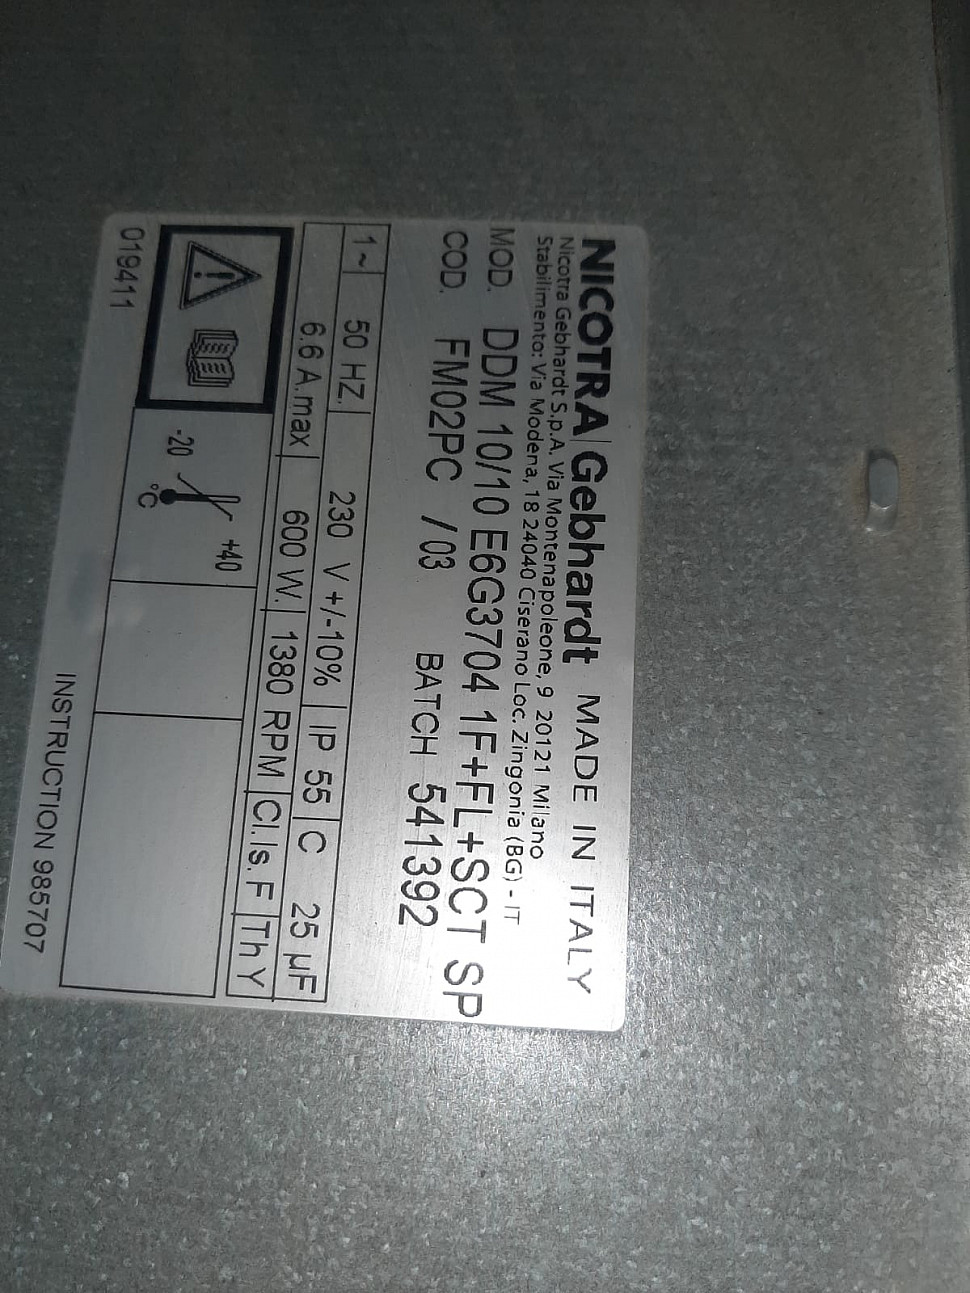 NICOTRA Gebhardt MADE IN ITALY
Nicotra Gebhardt S.p.A. Via Montenapoleone, 9 20121 Milano
Stabilimento: Via Modena, 18 24040 Ciserano Loc. Zingonia (BG) - IT
MOD. DDM 10/10 E6G3704 1F+FL+SCT SP
COD. FM02PC /03 BATCH 541392
1~ 50 HZ. 230 V +/-10% IP 55 C 25 µF
6.6 A.max 600 W. 1380 RPM Cl.Is. F Th Y
-20 +40
°C
019411 INSTRUCTION 985707